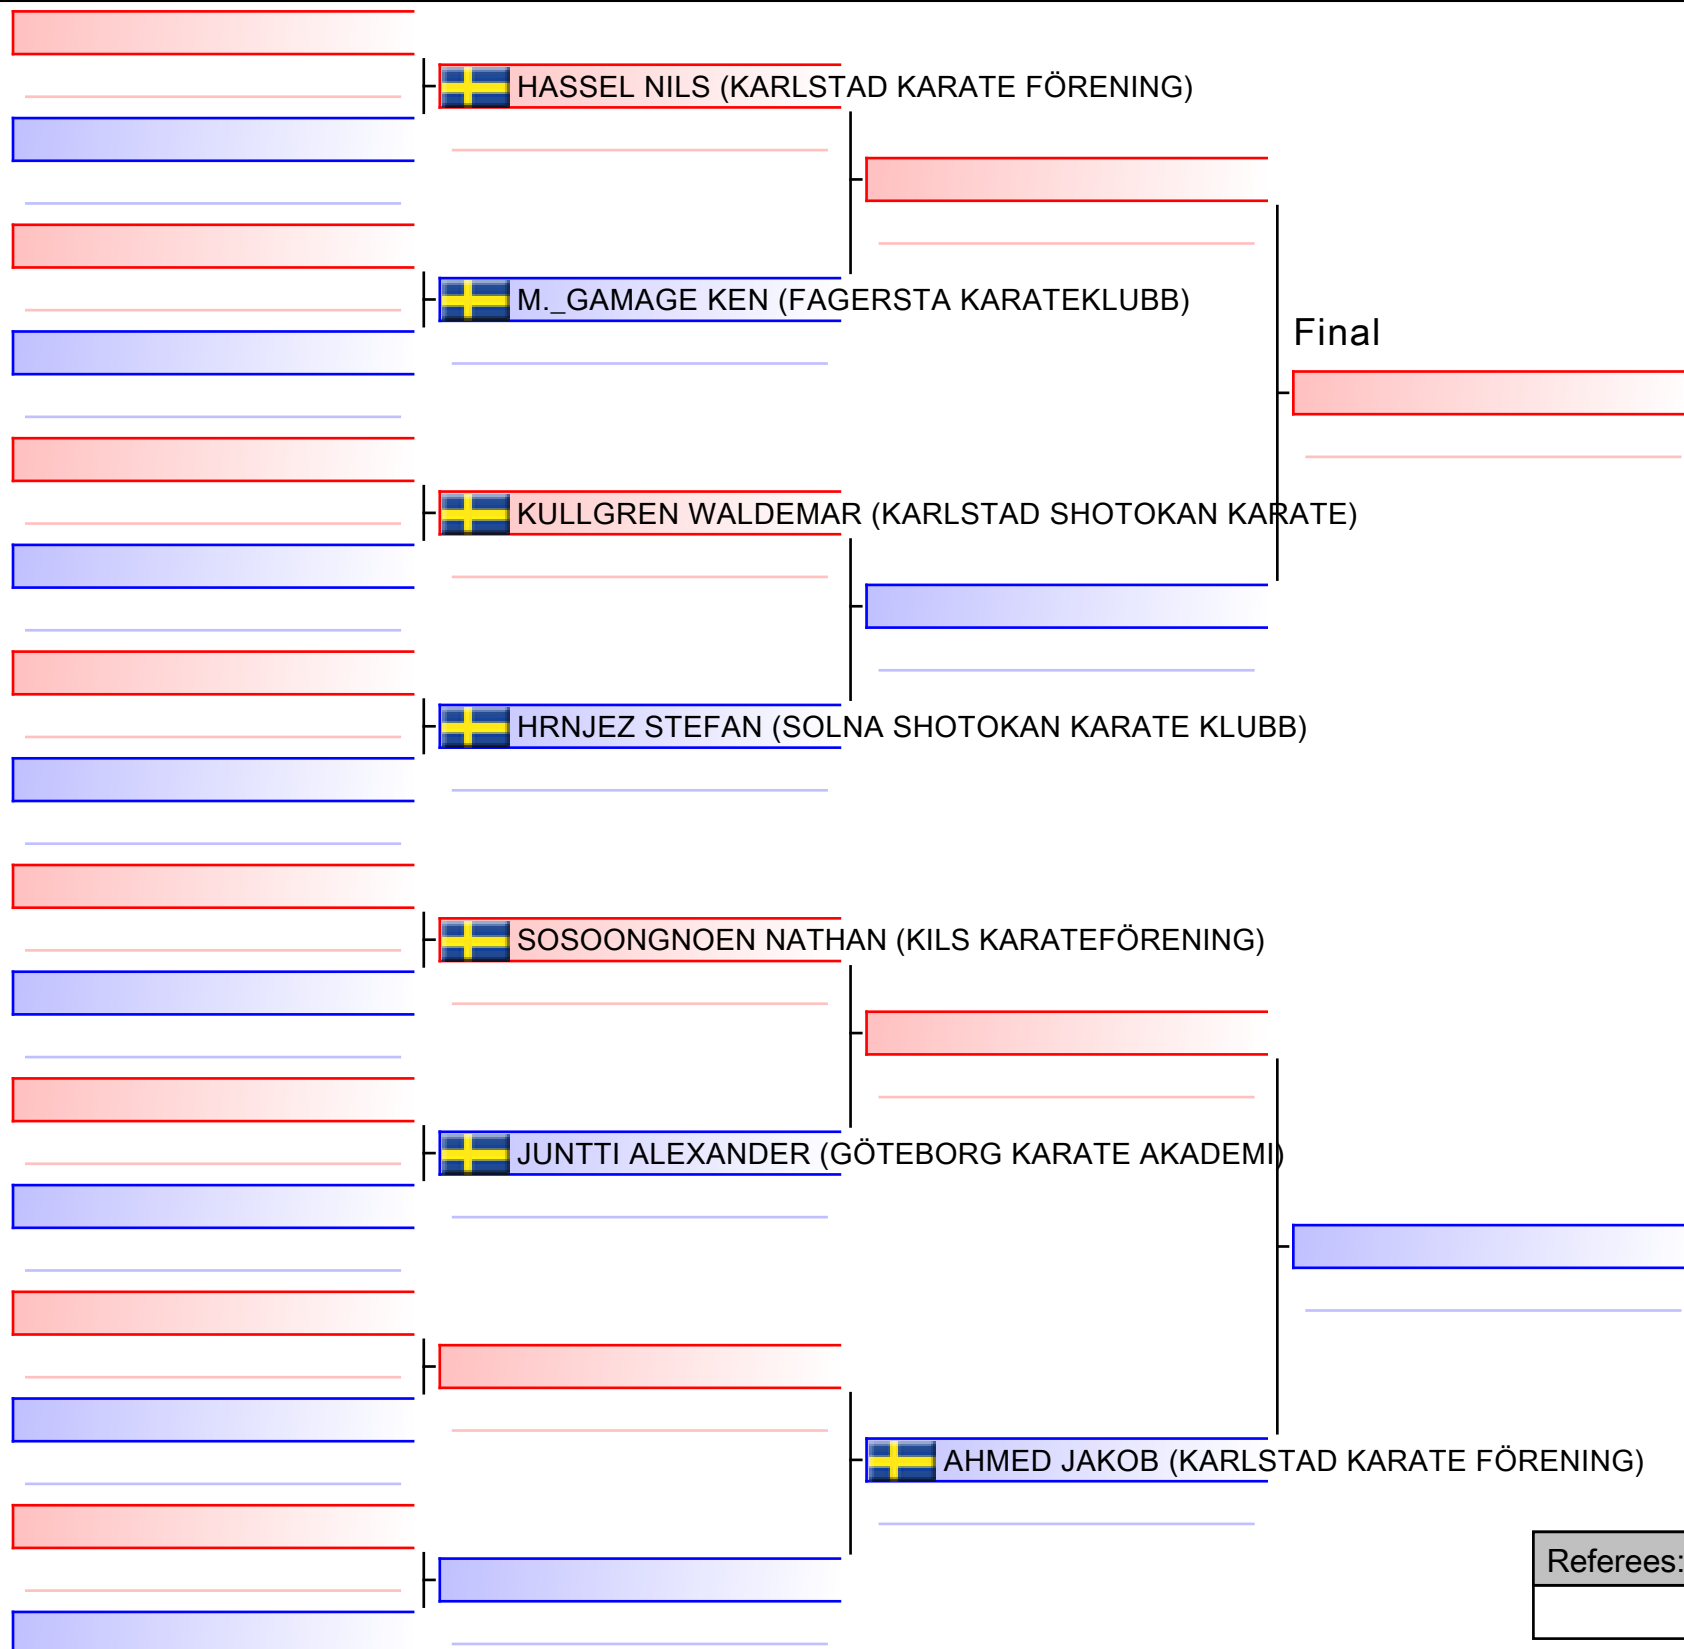 HASSEL NILS (KARLSTAD KARATE FÖRENING)
M._GAMAGE KEN (FAGERSTA KARATEKLUBB)
Final
KULLGREN WALDEMAR (KARLSTAD SHOTOKAN KARATE)
HRNJEZ STEFAN (SOLNA SHOTOKAN KARATE KLUBB)
SOSOONGNOEN NATHAN (KILS KARATEFÖRENING)
JUNTTI ALEXANDER (GÖTEBORG KARATE AKADEMI)
AHMED JAKOB (KARLSTAD KARATE FÖRENING)
Referees: